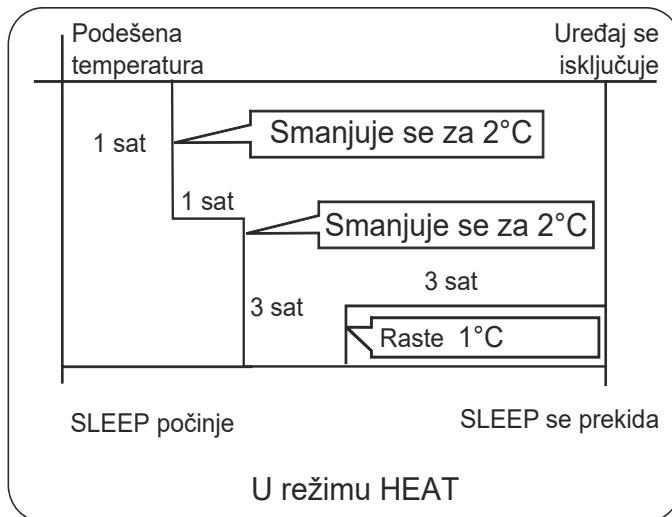 Podešena
temperatura
Uređaj se
isključuje
1 sat
Smanjuje se za 2°C
1 sat
Smanjuje se za 2°C
3 sat
3 sat
Raste 1°C
SLEEP počinje
SLEEP se prekida
U režimu HEAT